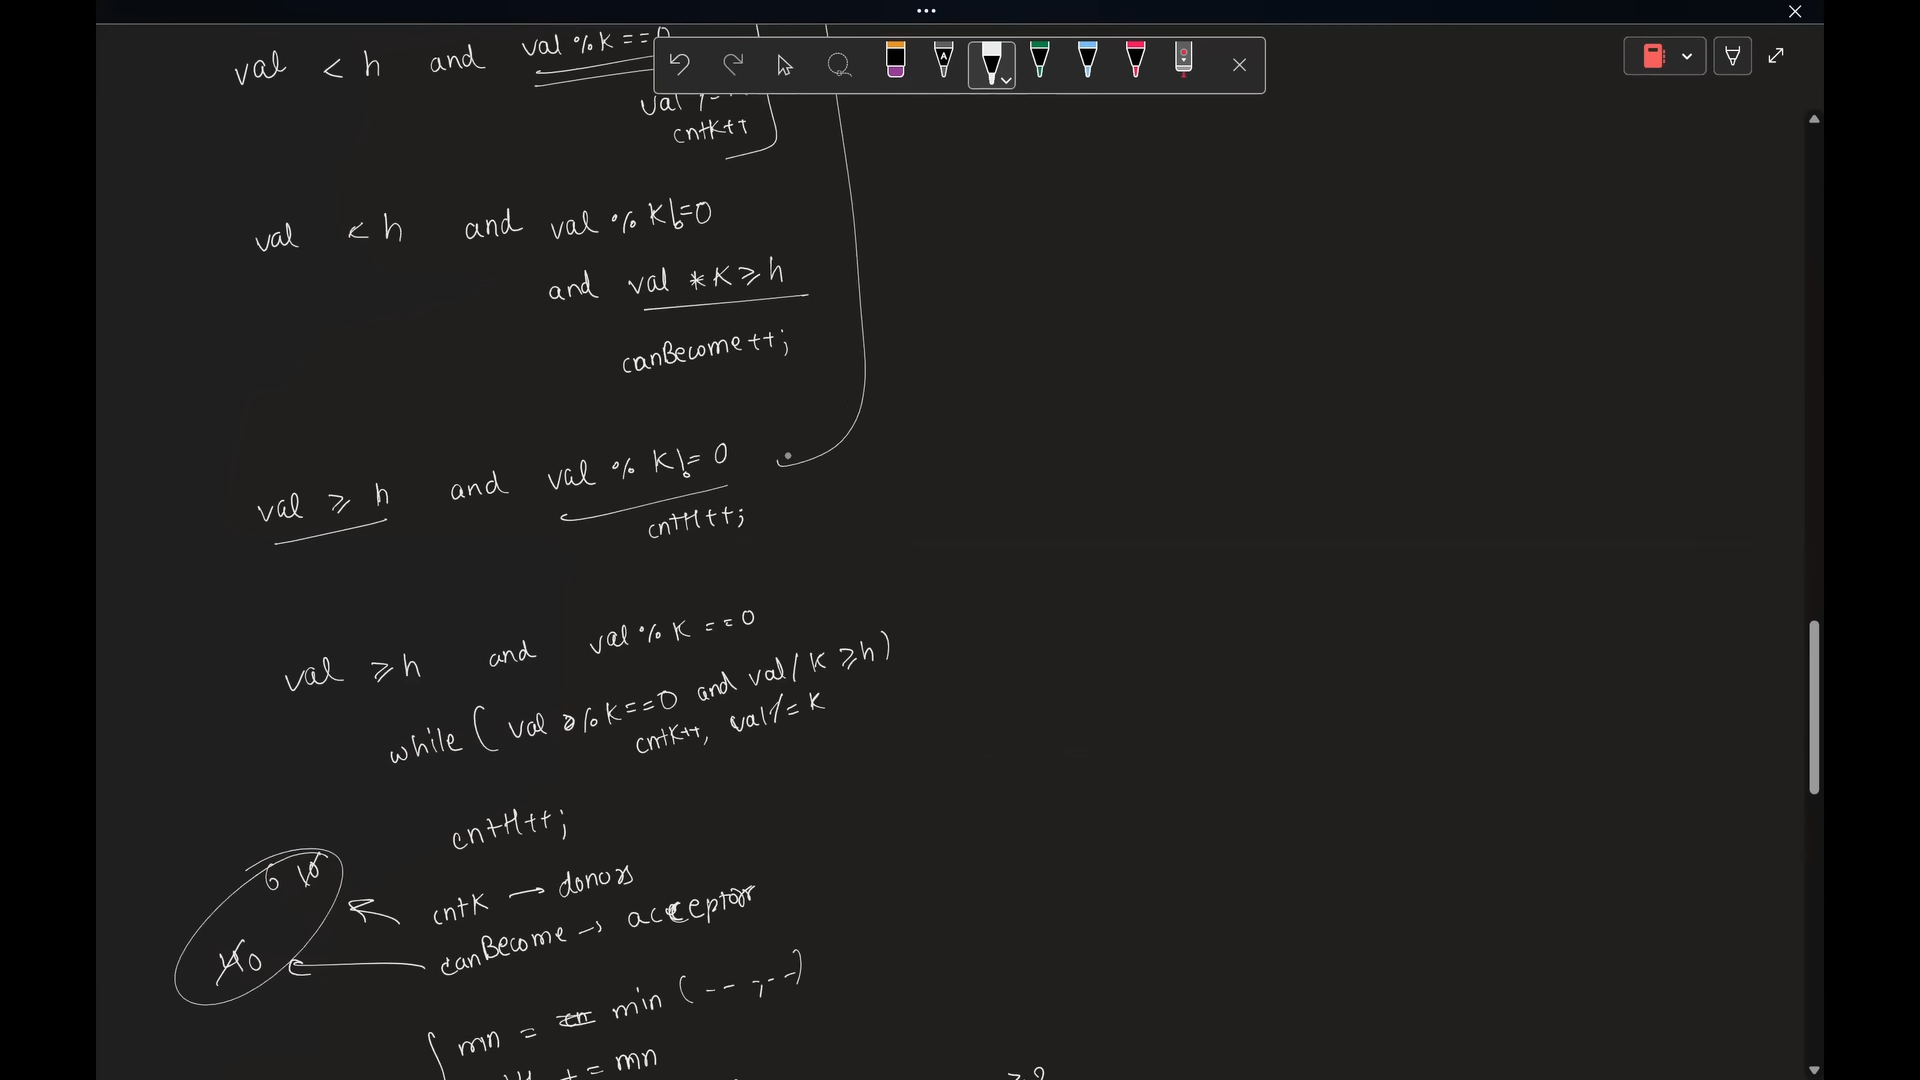 val < h and val % K == 0
cntK++
val < h and val % K != 0
and val * K ≥ h
canBecome ++;
val ≥ h and val % K != 0
cntH++;
val ≥ h and val % K == 0
while ( val % K == 0 and val / K ≥ h )
cntK++, val /= K
cntH++;
6 10
cntK → donors
canBecome → acceptor
mn = min ( -- , -- )
+ = mn